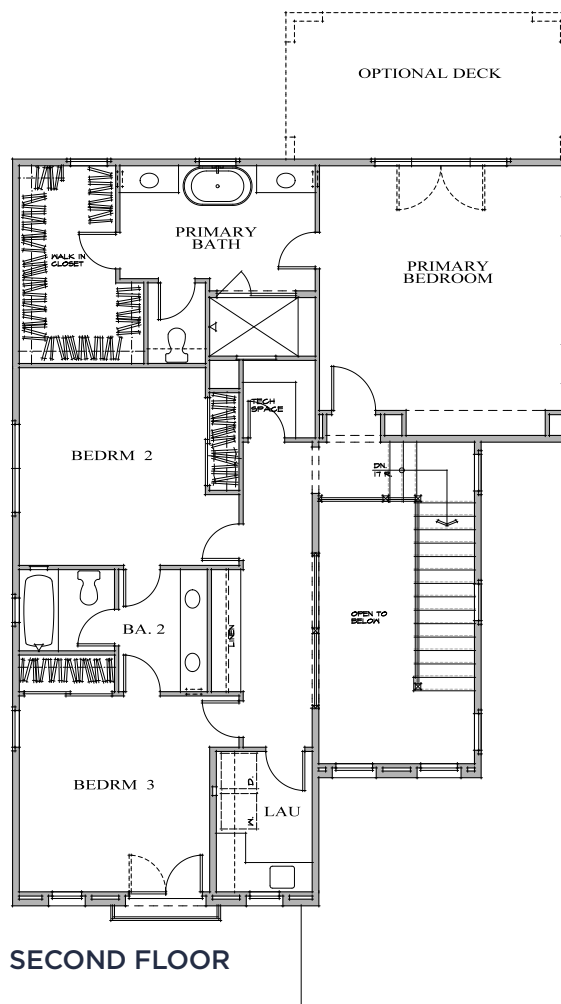 OPTIONAL DECK
PRIMARY
BATH
WALK IN
CLOSET
PRIMARY
BEDROOM
TECH
SPACE
BEDRM 2
DN.
17 R.
OPEN TO
BELOW
BA. 2
LINEN
BEDRM 3
D.
W.
LAU
SECOND FLOOR